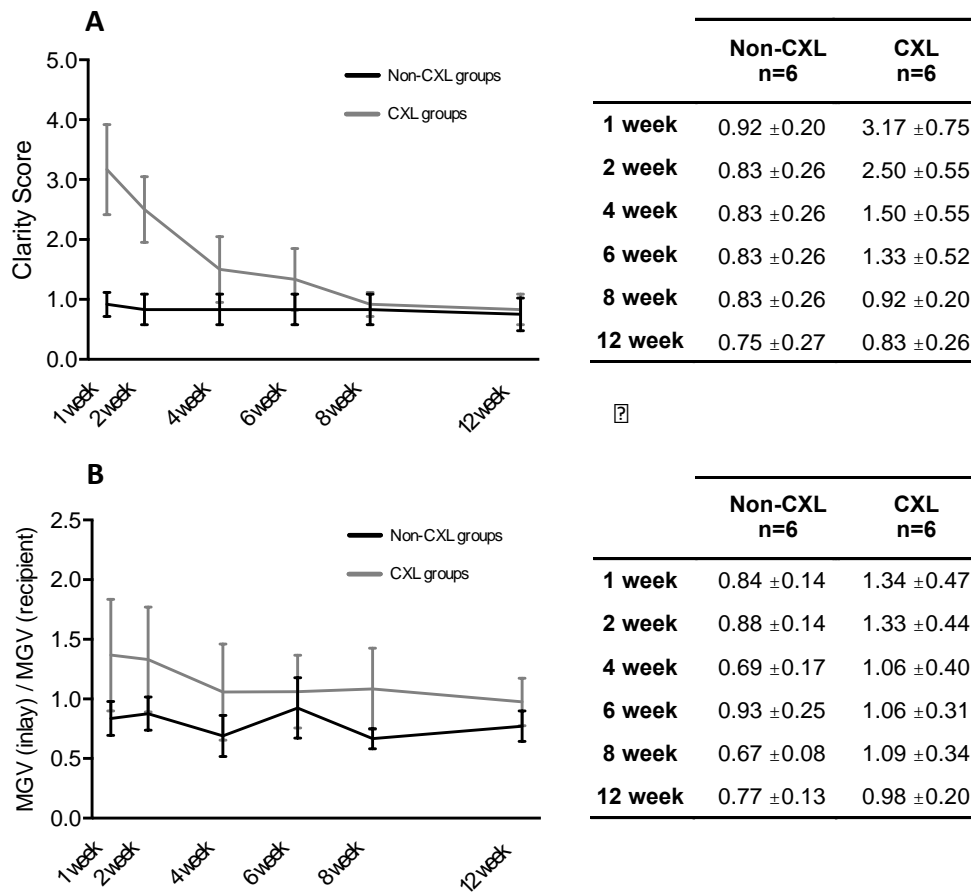 A
Clarity Score
5.0
4.0
3.0
2.0
1.0
0.0
Non-CXL groups
CXL groups
1 week
2 week
4 week
6 week
8 week
12 week
Non-CXL CXL
n=6 n=6
1 week 0.92 ±0.20 3.17 ±0.75
2 week 0.83 ±0.26 2.50 ±0.55
4 week 0.83 ±0.26 1.50 ±0.55
6 week 0.83 ±0.26 1.33 ±0.52
8 week 0.83 ±0.26 0.92 ±0.20
12 week 0.75 ±0.27 0.83 ±0.26
?
B
MGV (inlay) / MGV (recipient)
2.5
2.0
1.5
1.0
0.5
0.0
Non-CXL groups
CXL groups
1 week
2 week
4 week
6 week
8 week
12 week
Non-CXL CXL
n=6 n=6
1 week 0.84 ±0.14 1.34 ±0.47
2 week 0.88 ±0.14 1.33 ±0.44
4 week 0.69 ±0.17 1.06 ±0.40
6 week 0.93 ±0.25 1.06 ±0.31
8 week 0.67 ±0.08 1.09 ±0.34
12 week 0.77 ±0.13 0.98 ±0.20